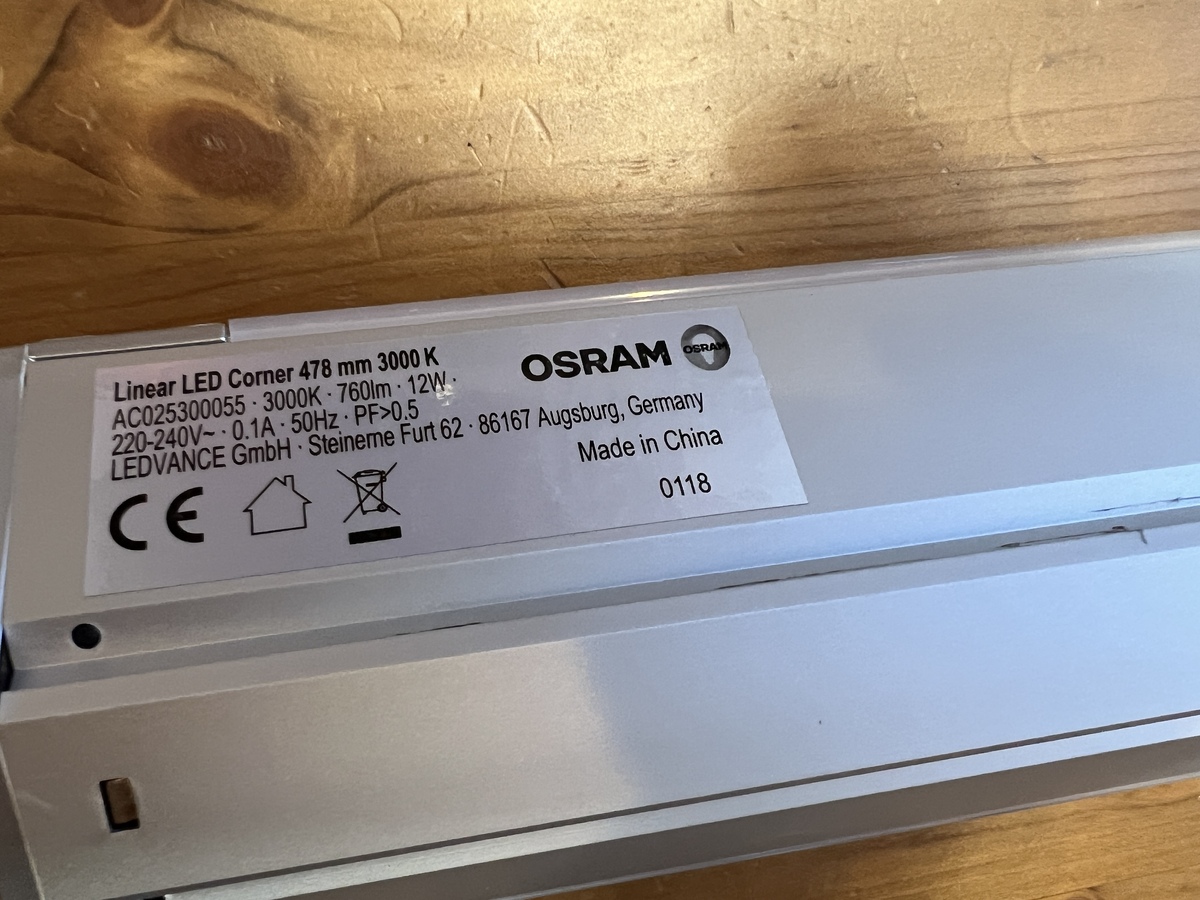 Linear LED Corner 478 mm 3000 K
OSRAM OSRAM
AC025300055 · 3000K · 760lm · 12W ·
220-240V~ · 0.1A · 50Hz · PF>0.5
LEDVANCE GmbH · Steinerne Furt 62 · 86167 Augsburg, Germany
Made in China
0118
CE